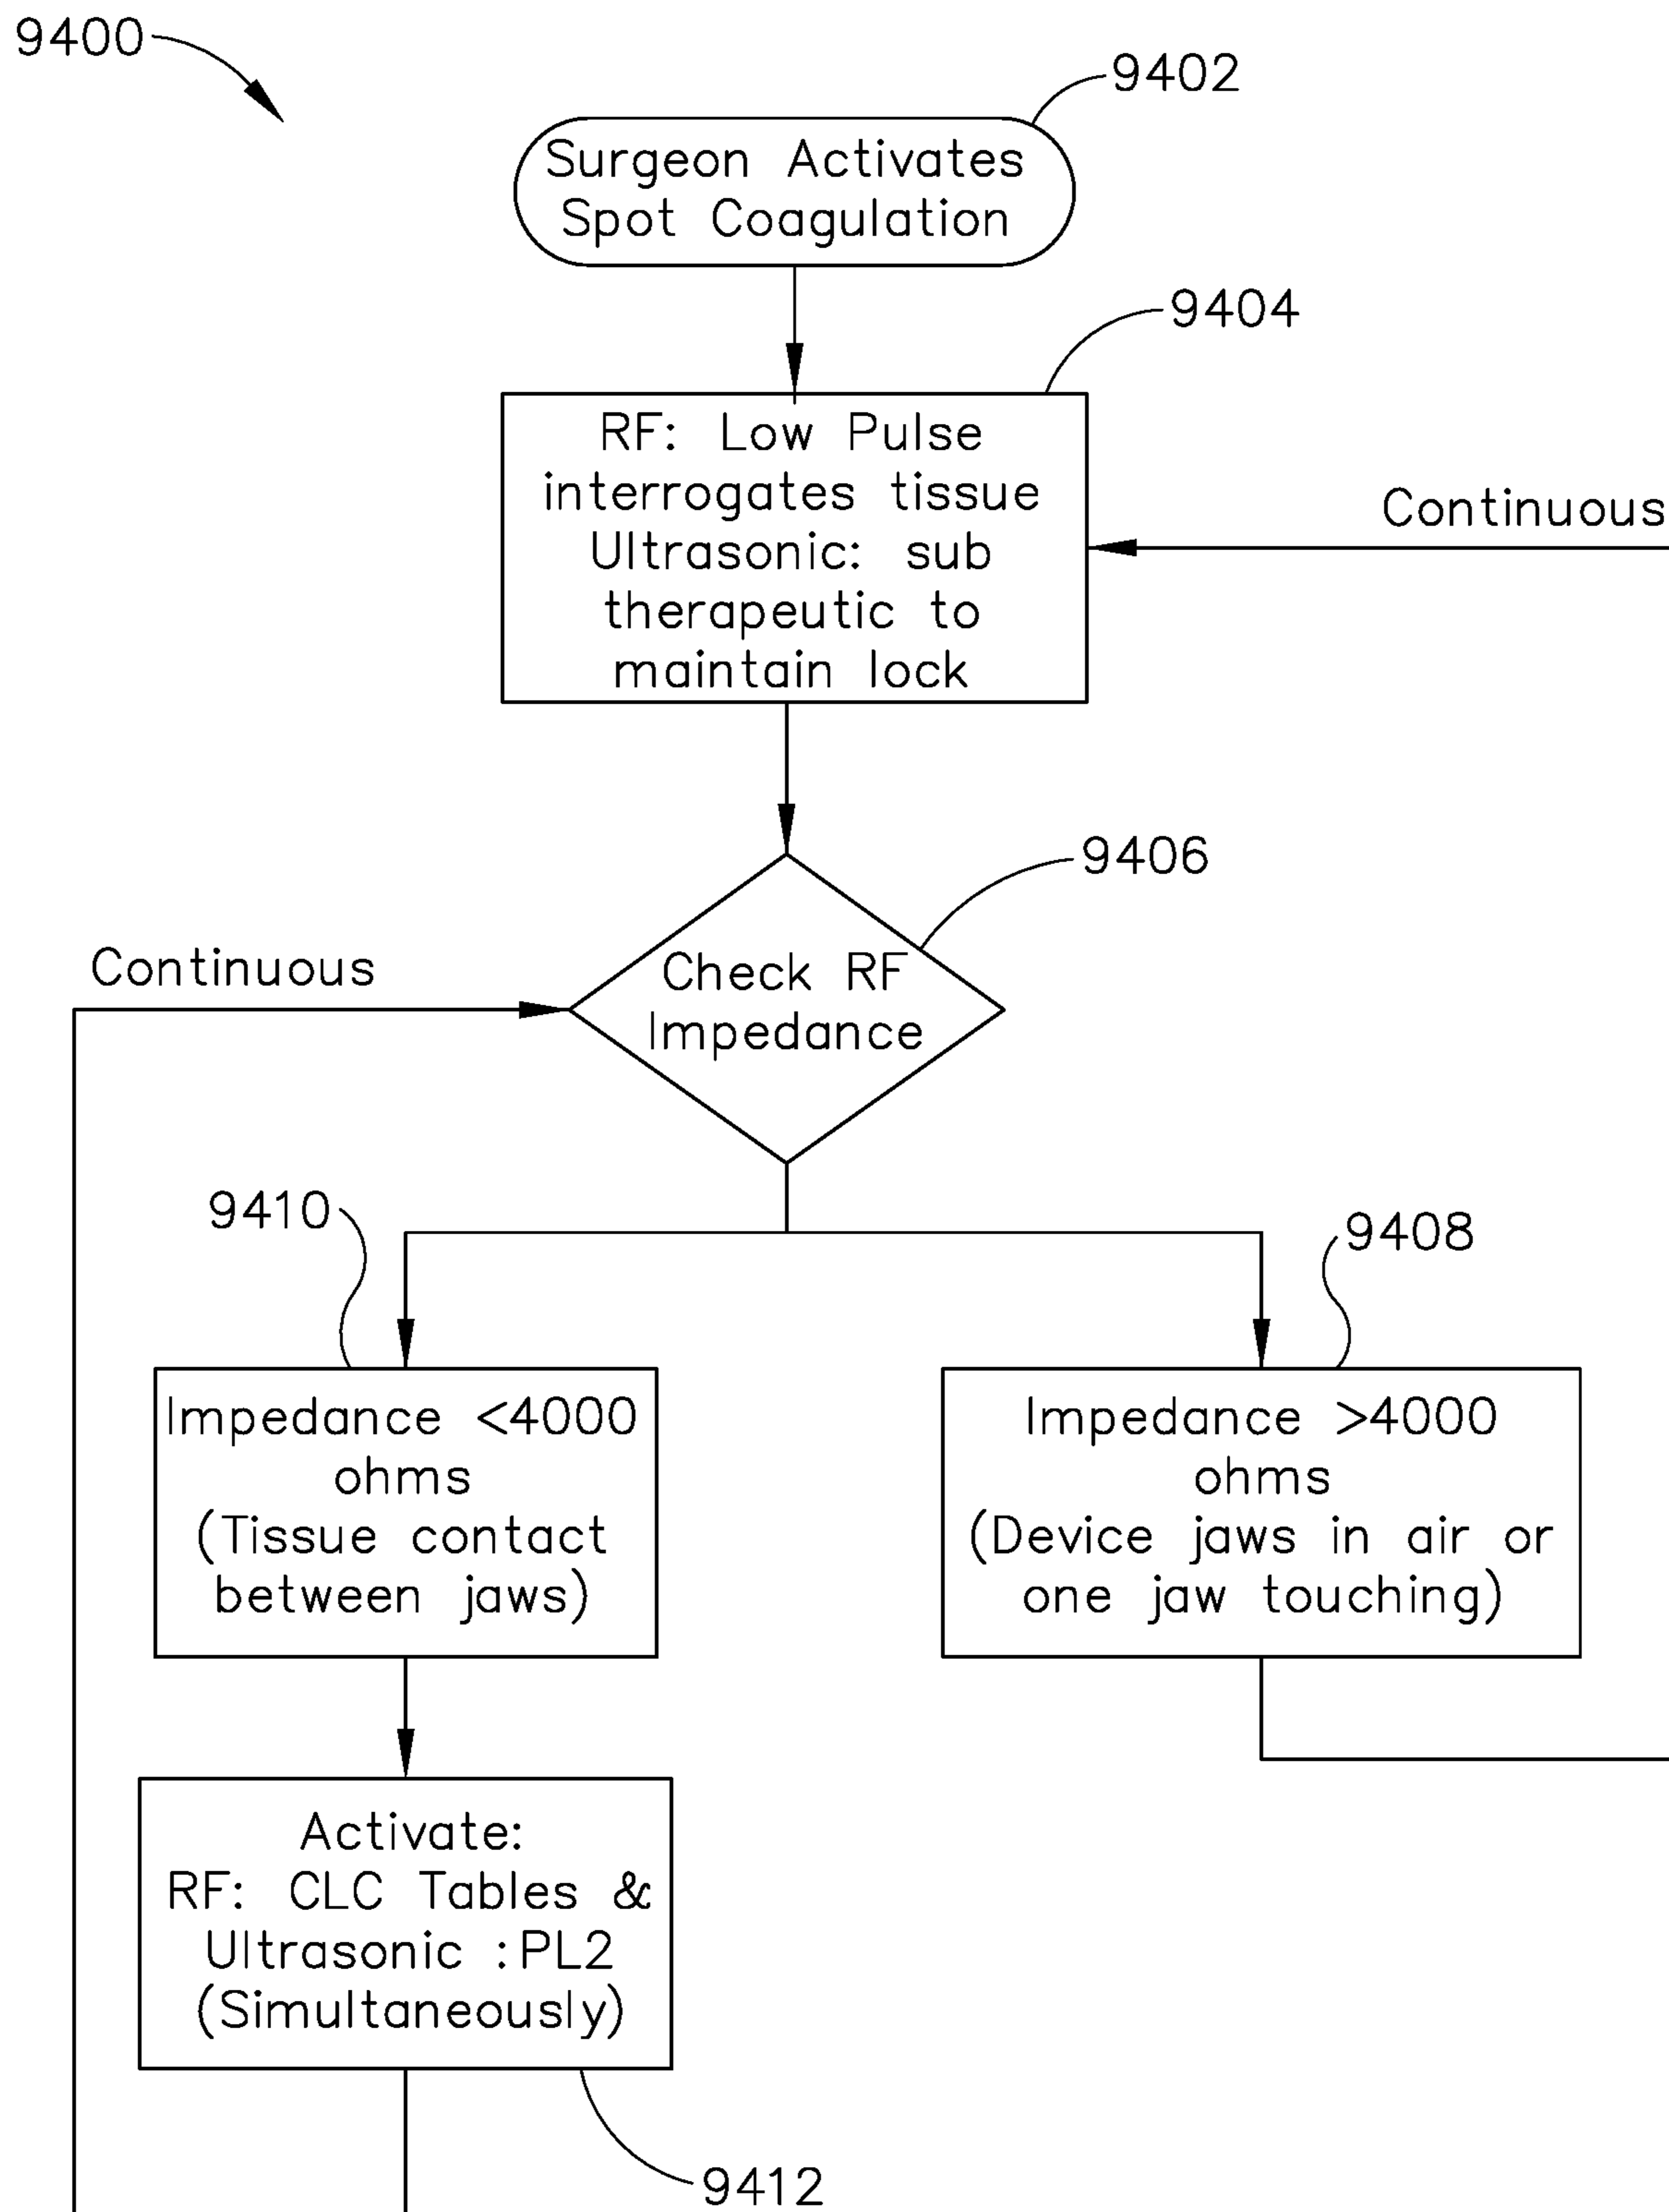 9400
9402
Surgeon Activates
Spot Coagulation
9404
RF: Low Pulse
interrogates tissue
Ultrasonic: sub
therapeutic to
maintain lock
Continuous
9406
Check RF
Impedance
Continuous
9410
9408
Impedance <4000
ohms
(Tissue contact
between jaws)
Impedance >4000
ohms
(Device jaws in air or
one jaw touching)
Activate:
RF: CLC Tables &
Ultrasonic :PL2
(Simultaneously)
9412